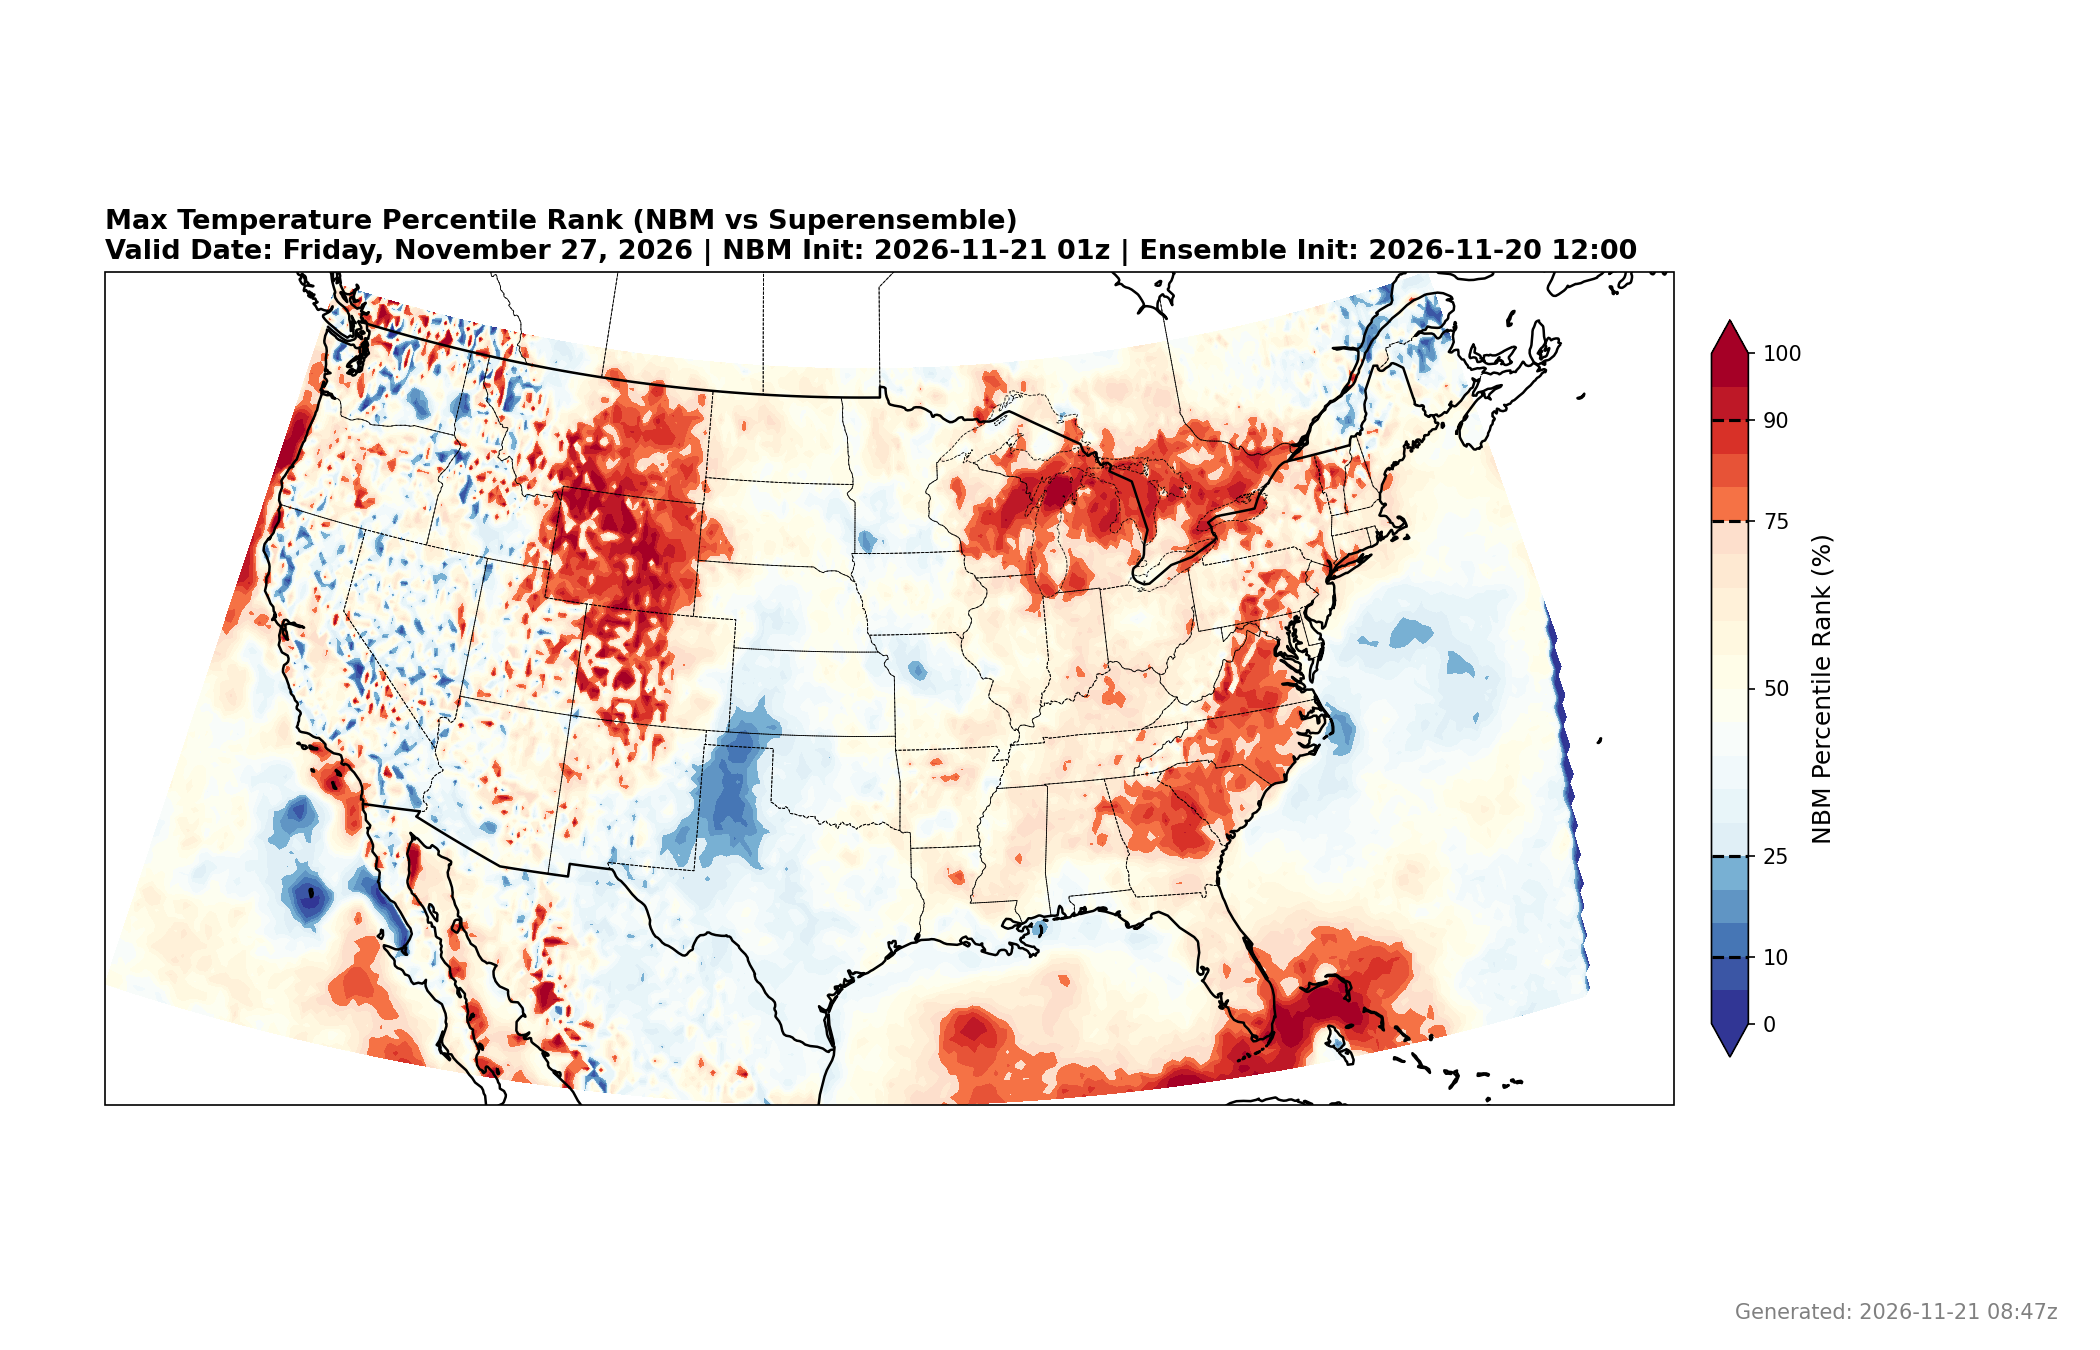 Max Temperature Percentile Rank (NBM vs Superensemble)
Valid Date: Friday, November 27, 2026 | NBM Init: 2026-11-21 01z | Ensemble Init: 2026-11-20 12:00
100
90
75
50
25
10
0
NBM Percentile Rank (%)
Generated: 2026-11-21 08:47z